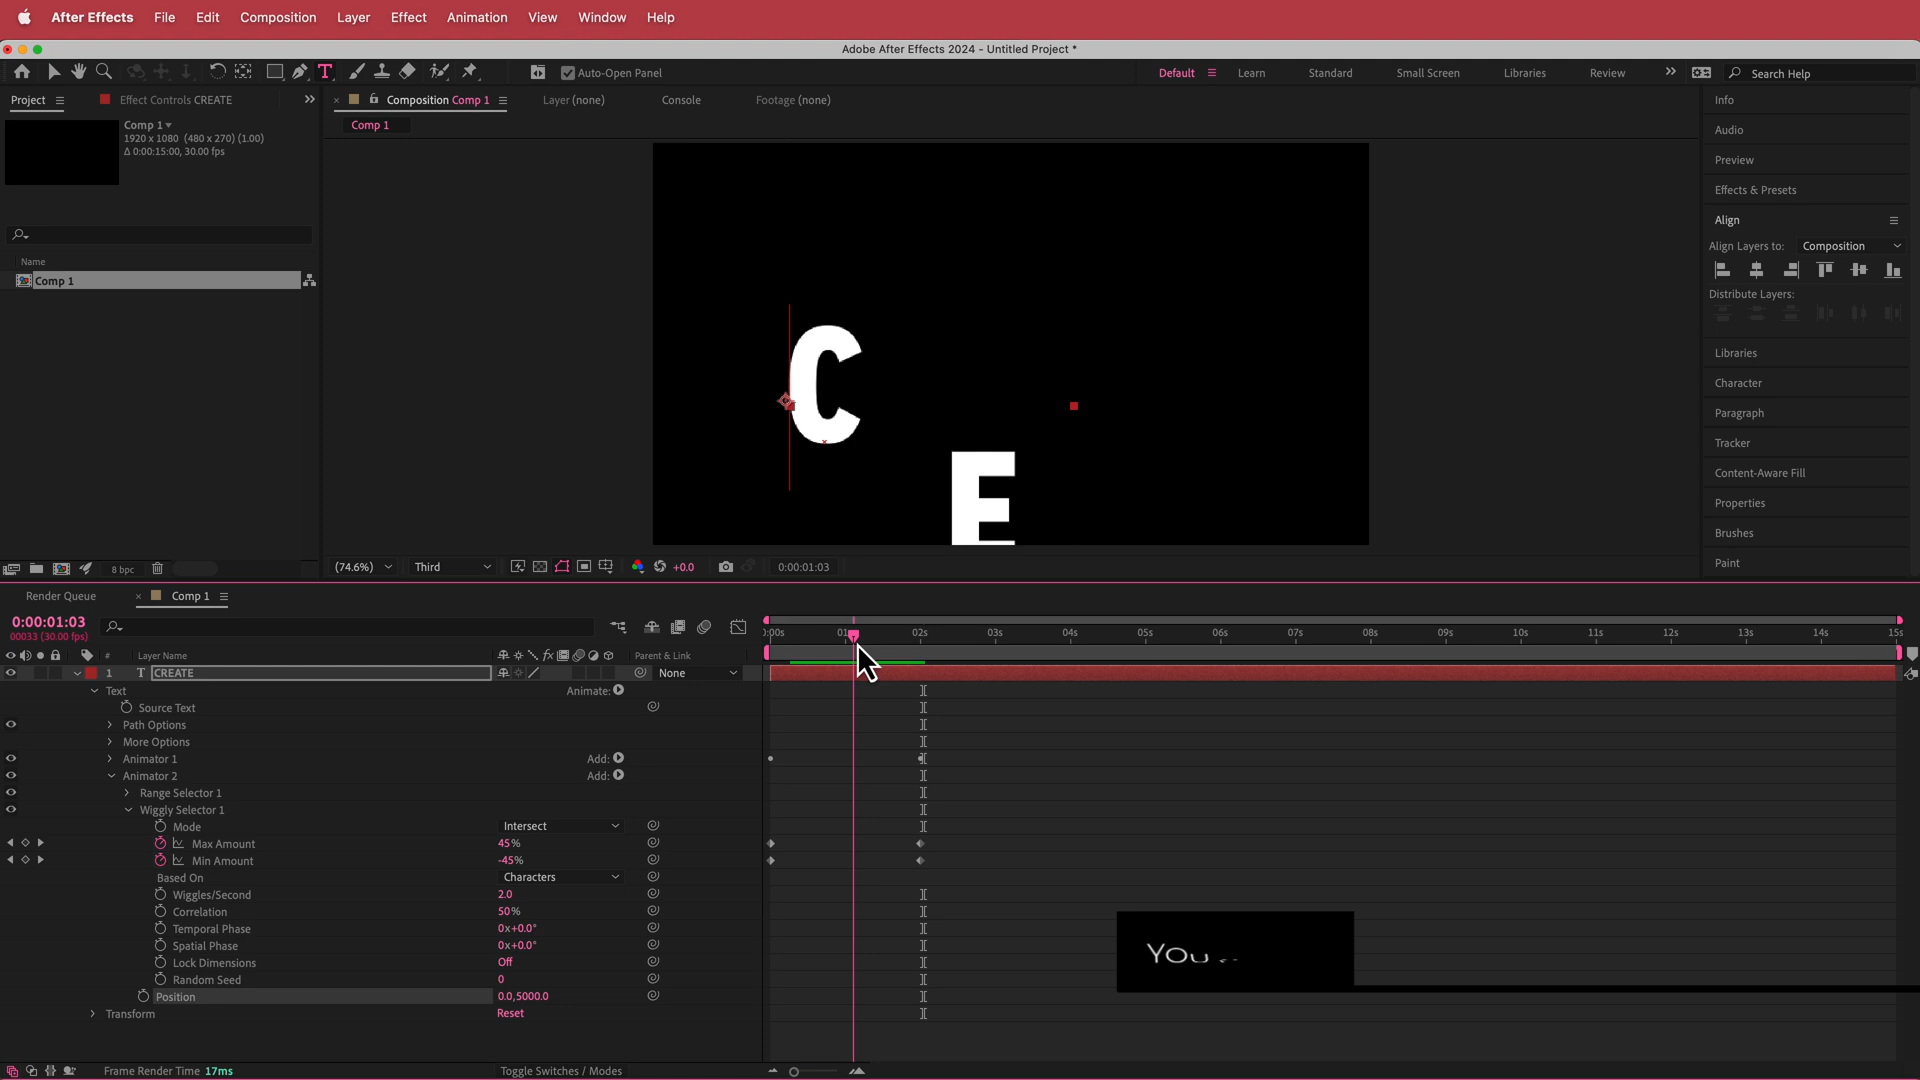 After Effects File Edit Composition Layer Effect Animation View Window Help
Adobe After Effects 2024 - Untitled Project *
Auto-Open Panel
Default Learn Standard Small Screen Libraries Review Search Help
Project Effect Controls CREATE
Composition Comp 1 Layer (none) Console Footage (none)
Comp 1
Comp 1
1920 x 1080 (480 x 270) (1.00)
Δ 0:00:15:00, 30.00 fps
Name
Comp 1
8 bpc
C
E
(74.6%) Third +0.0 0:00:01:03
Info
Audio
Preview
Effects & Presets
Align
Align Layers to: Composition
Distribute Layers:
Libraries
Character
Paragraph
Tracker
Content-Aware Fill
Properties
Brushes
Paint
Render Queue Comp 1
0:00:01:03
00033 (30.00 fps)
# Layer Name Parent & Link
1 T CREATE None
Text Animate:
Source Text
Path Options
More Options
Animator 1 Add:
Animator 2 Add:
Range Selector 1
Wiggly Selector 1
Mode Intersect
Max Amount 45%
Min Amount -45%
Based On Characters
Wiggles/Second 2.0
Correlation 50%
Temporal Phase 0x+0.0°
Spatial Phase 0x+0.0°
Lock Dimensions Off
Random Seed 0
Position 0.0,5000.0
Transform Reset
Frame Render Time 17ms Toggle Switches / Modes
02s 03s 04s 05s 06s 07s 08s 09s 10s 11s 12s 13s 14s 15s
You